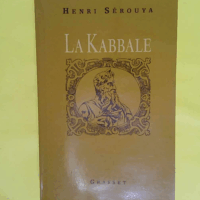 HENRI SÉROUYA
LA KABBALE
GRASSET